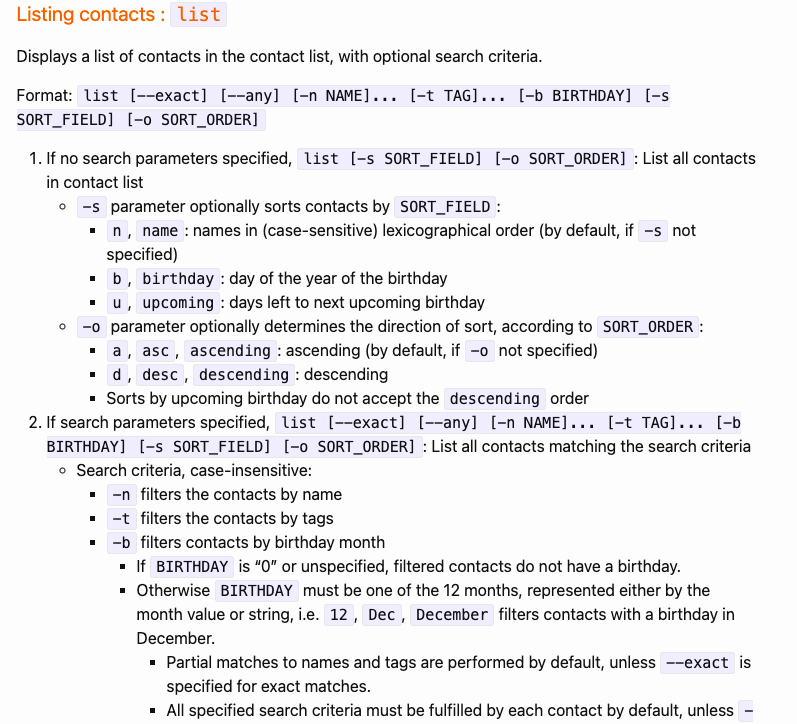 Listing contacts : list
Displays a list of contacts in the contact list, with optional search criteria.
Format: list [--exact] [--any] [-n NAME]... [-t TAG]... [-b BIRTHDAY] [-s
SORT_FIELD] [-o SORT_ORDER]
1. If no search parameters specified, list [-s SORT_FIELD] [-o SORT_ORDER] : List all contacts
in contact list
-s parameter optionally sorts contacts by SORT_FIELD :
n , name : names in (case-sensitive) lexicographical order (by default, if -s not
specified)
b , birthday : day of the year of the birthday
u , upcoming : days left to next upcoming birthday
-o parameter optionally determines the direction of sort, according to SORT_ORDER :
a , asc , ascending : ascending (by default, if -o not specified)
d , desc , descending : descending
Sorts by upcoming birthday do not accept the descending order
2. If search parameters specified, list [--exact] [--any] [-n NAME]... [-t TAG]... [-b
BIRTHDAY] [-s SORT_FIELD] [-o SORT_ORDER] : List all contacts matching the search criteria
Search criteria, case-insensitive:
-n filters the contacts by name
-t filters the contacts by tags
-b filters contacts by birthday month
If BIRTHDAY is “0” or unspecified, filtered contacts do not have a birthday.
Otherwise BIRTHDAY must be one of the 12 months, represented either by the
month value or string, i.e. 12 , Dec , December filters contacts with a birthday in
December.
Partial matches to names and tags are performed by default, unless --exact is
specified for exact matches.
All specified search criteria must be fulfilled by each contact by default, unless -